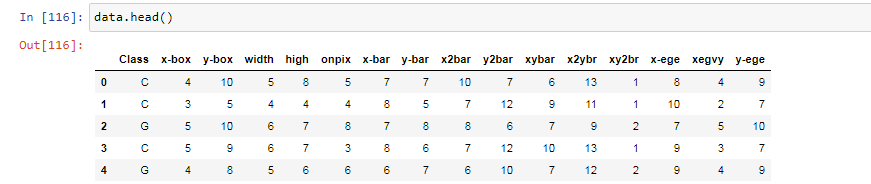 In [116]: data.head()
Out[116]:
Class x-box y-box width high onpix x-bar y-bar x2bar y2bar xybar x2ybr xy2br x-ege xegvy y-ege
0 C 4 10 5 8 5 7 7 10 7 6 13 1 8 4 9
1 C 3 5 4 4 4 8 5 7 12 9 11 1 10 2 7
2 G 5 10 6 7 8 7 8 8 6 7 9 2 7 5 10
3 C 5 9 6 7 3 8 6 7 12 10 13 1 9 3 7
4 G 4 8 5 6 6 6 7 6 10 7 12 2 9 4 9